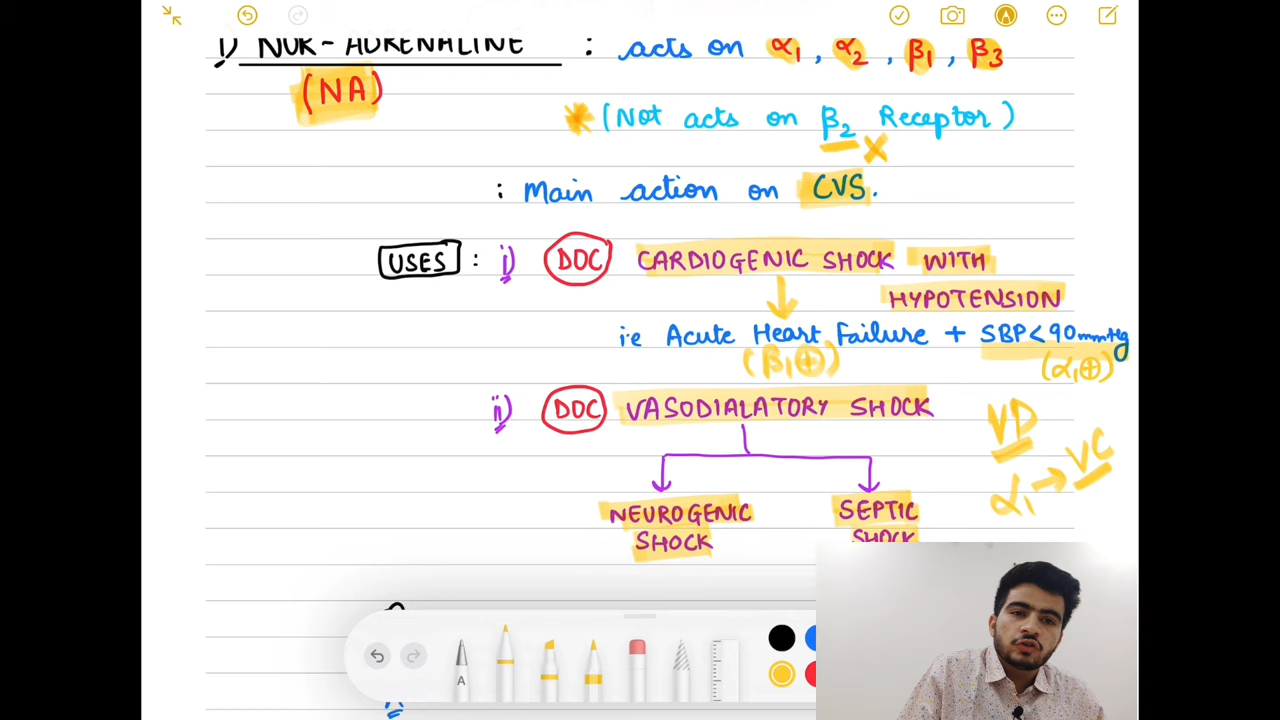 1) NOR-ADRENALINE : acts on α1, α2, β1, β3
(NA)
* (Not acts on β2 Receptor) X
: Main action on CVS.
USES : i) DOC CARDIOGENIC SHOCK WITH
HYPOTENSION
i.e Acute Heart Failure + SBP<90mmHg
(β1⊕) (α1⊕)
ii) DOC VASODIALATORY SHOCK
VD
α1 → VC
NEUROGENIC SEPTIC
SHOCK SHOCK
A